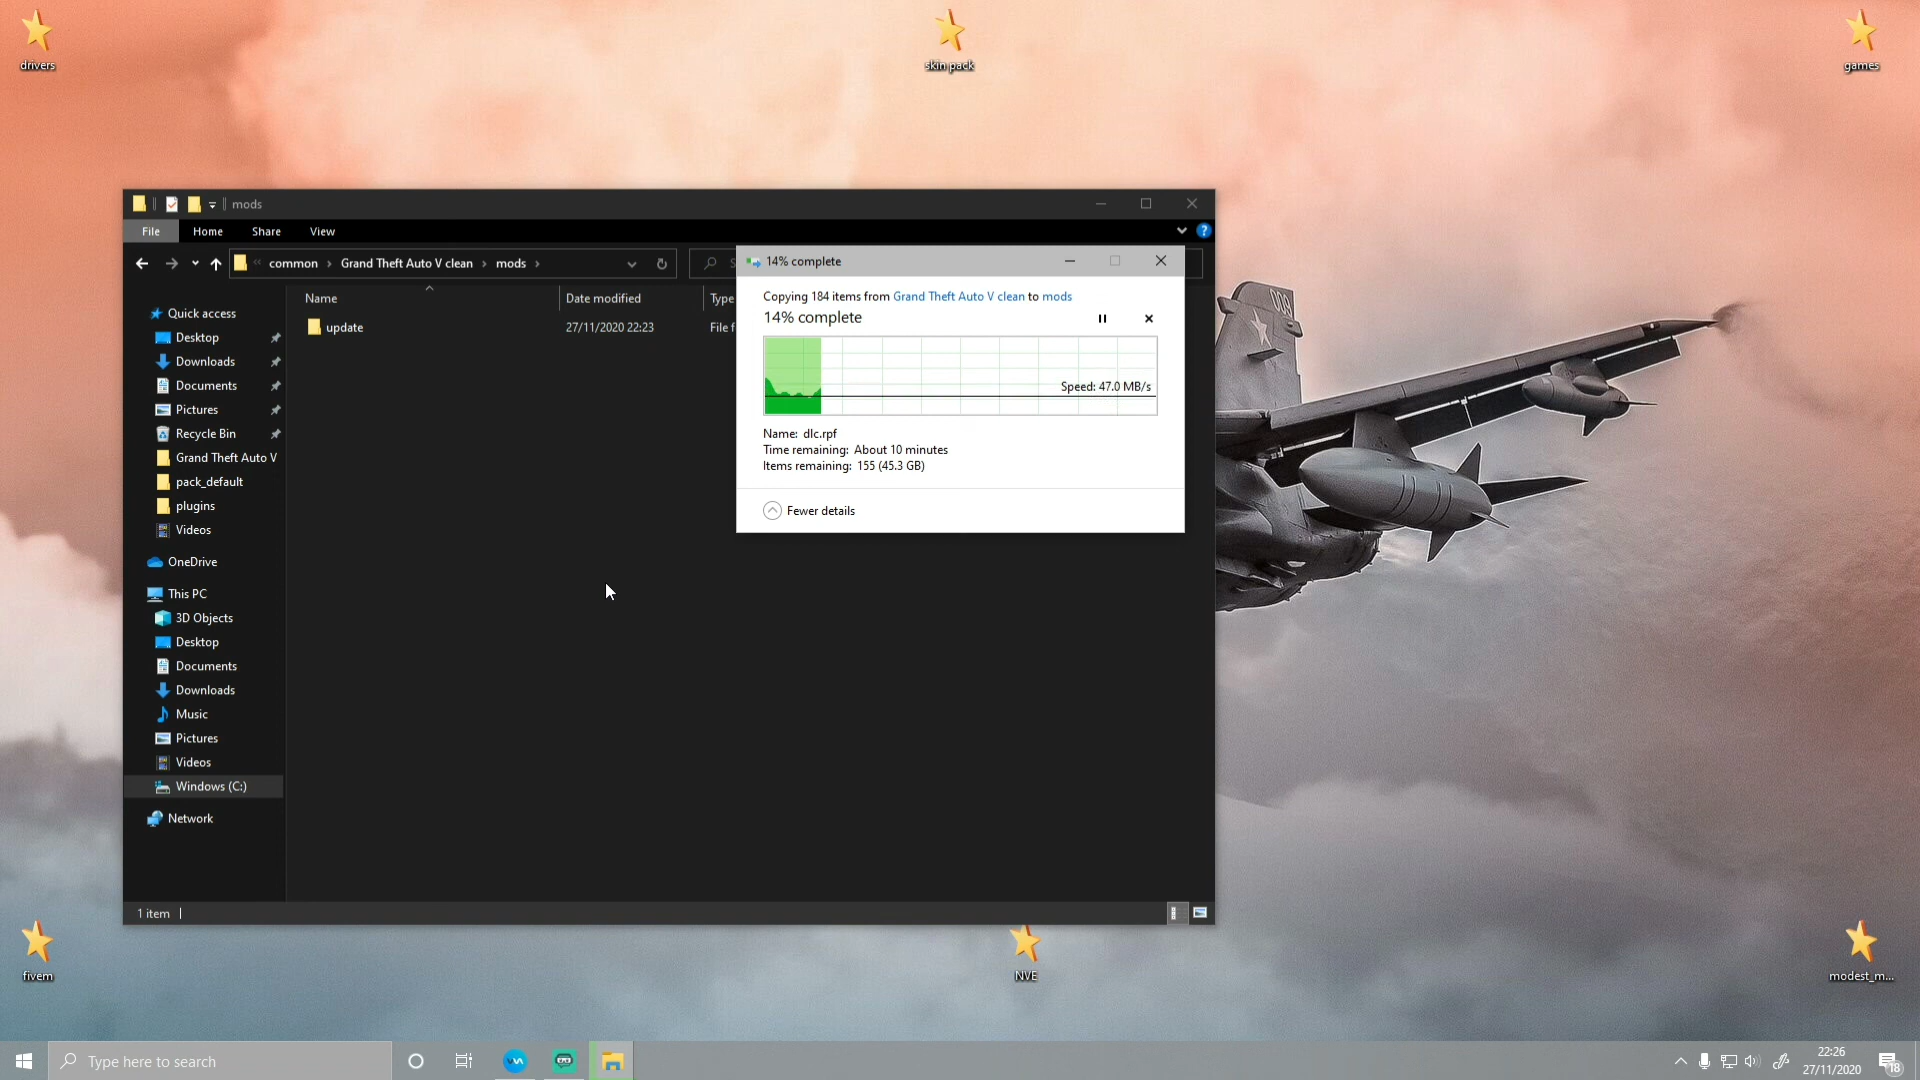 drivers
skin pack
games
mods
File Home Share View
?
« common › Grand Theft Auto V clean › mods ›
Name Date modified Type
update 27/11/2020 22:23 File f
Quick access
Desktop
Downloads
Documents
Pictures
Recycle Bin
Grand Theft Auto V
pack_default
plugins
Videos
OneDrive
This PC
3D Objects
Desktop
Documents
Downloads
Music
Pictures
Videos
Windows (C:)
Network
1 item
14% complete
Copying 184 items from Grand Theft Auto V clean to mods
14% complete
Speed: 47.0 MB/s
Name: dlc.rpf
Time remaining: About 10 minutes
Items remaining: 155 (45.3 GB)
Fewer details
fivem
NVE
modest_m...
Type here to search
22:26
27/11/2020
18